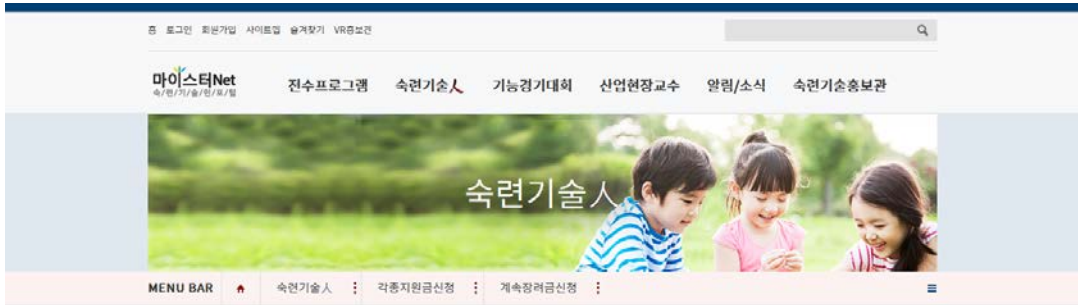 홈 로그인 회원가입 사이트맵 즐겨찾기 VR홍보관
마이스터Net
숙/련/기/술/인/포/털
전수프로그램 숙련기술人 기능경기대회 산업현장교수 알림/소식 숙련기술홍보관
숙련기술人
MENU BAR 숙련기술人 각종지원금신청 계속장려금신청